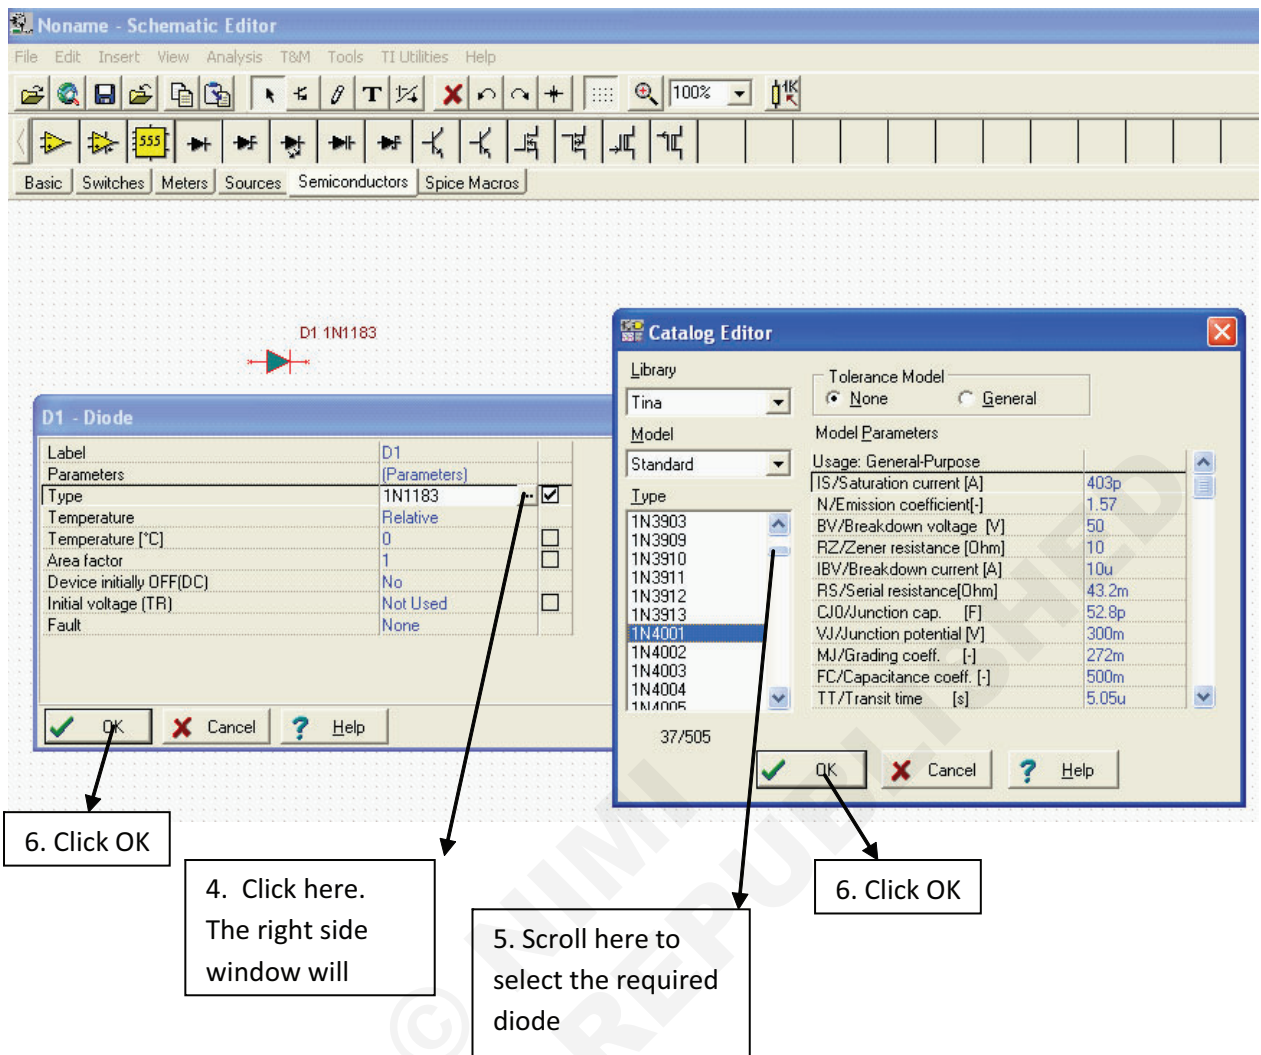 Noname - Schematic Editor
File Edit Insert View Analysis T&M Tools TI Utilities Help
T 100% 1K
555
Basic Switches Meters Sources Semiconductors Spice Macros
D1 1N1183
D1 - Diode
Label D1
Parameters (Parameters)
Type 1N1183 ...
Temperature Relative
Temperature [°C] 0
Area factor 1
Device initially OFF(DC) No
Initial voltage (TR) Not Used
Fault None
OK Cancel ? Help
Catalog Editor
Library
Tina
Model
Standard
Type
1N3903
1N3909
1N3910
1N3911
1N3912
1N3913
1N4001
1N4002
1N4003
1N4004
1N4005
37/505
Tolerance Model
None General
Model Parameters
Usage: General-Purpose
IS/Saturation current [A] 403p
N/Emission coefficient[-] 1.57
BV/Breakdown voltage [V] 50
RZ/Zener resistance [Ohm] 10
IBV/Breakdown current [A] 10u
RS/Serial resistance[Ohm] 43.2m
CJ0/Junction cap. [F] 52.8p
VJ/Junction potential [V] 300m
MJ/Grading coeff. [-] 272m
FC/Capacitance coeff. [-] 500m
TT/Transit time [s] 5.05u
OK Cancel ? Help
6. Click OK
4. Click here.
The right side
window will
5. Scroll here to
select the required
diode
6. Click OK
© NIMI
REPUBLISHED